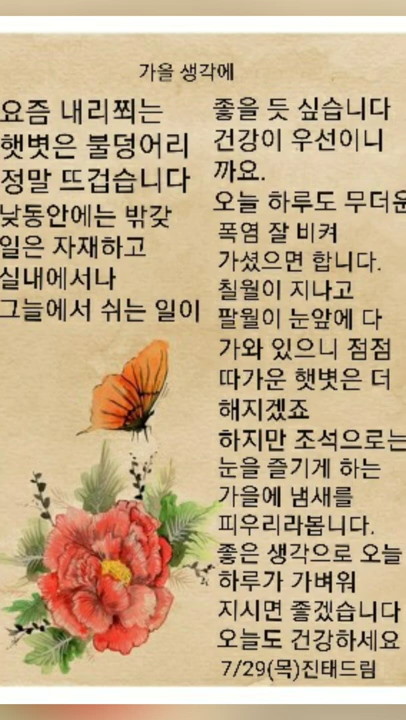 가을 생각에
요즘 내리쬐는
햇볏은 불덩어리
정말 뜨겁습니다
낮동안에는 밖갖
일은 자재하고
실내에서나
그늘에서 쉬는 일이
좋을 듯 싶습니다
건강이 우선이니
까요.
오늘 하루도 무더운
폭염 잘 비켜
가셨으면 합니다.
칠월이 지나고
팔월이 눈앞에 다
가와 있으니 점점
따가운 햇볏은 더
해지겠죠
하지만 조석으로는
눈을 즐기게 하는
가을에 냄새를
피우리라봅니다.
좋은 생각으로 오늘
하루가 가벼워
지시면 좋겠습니다
오늘도 건강하세요
7/29(목)진태드림